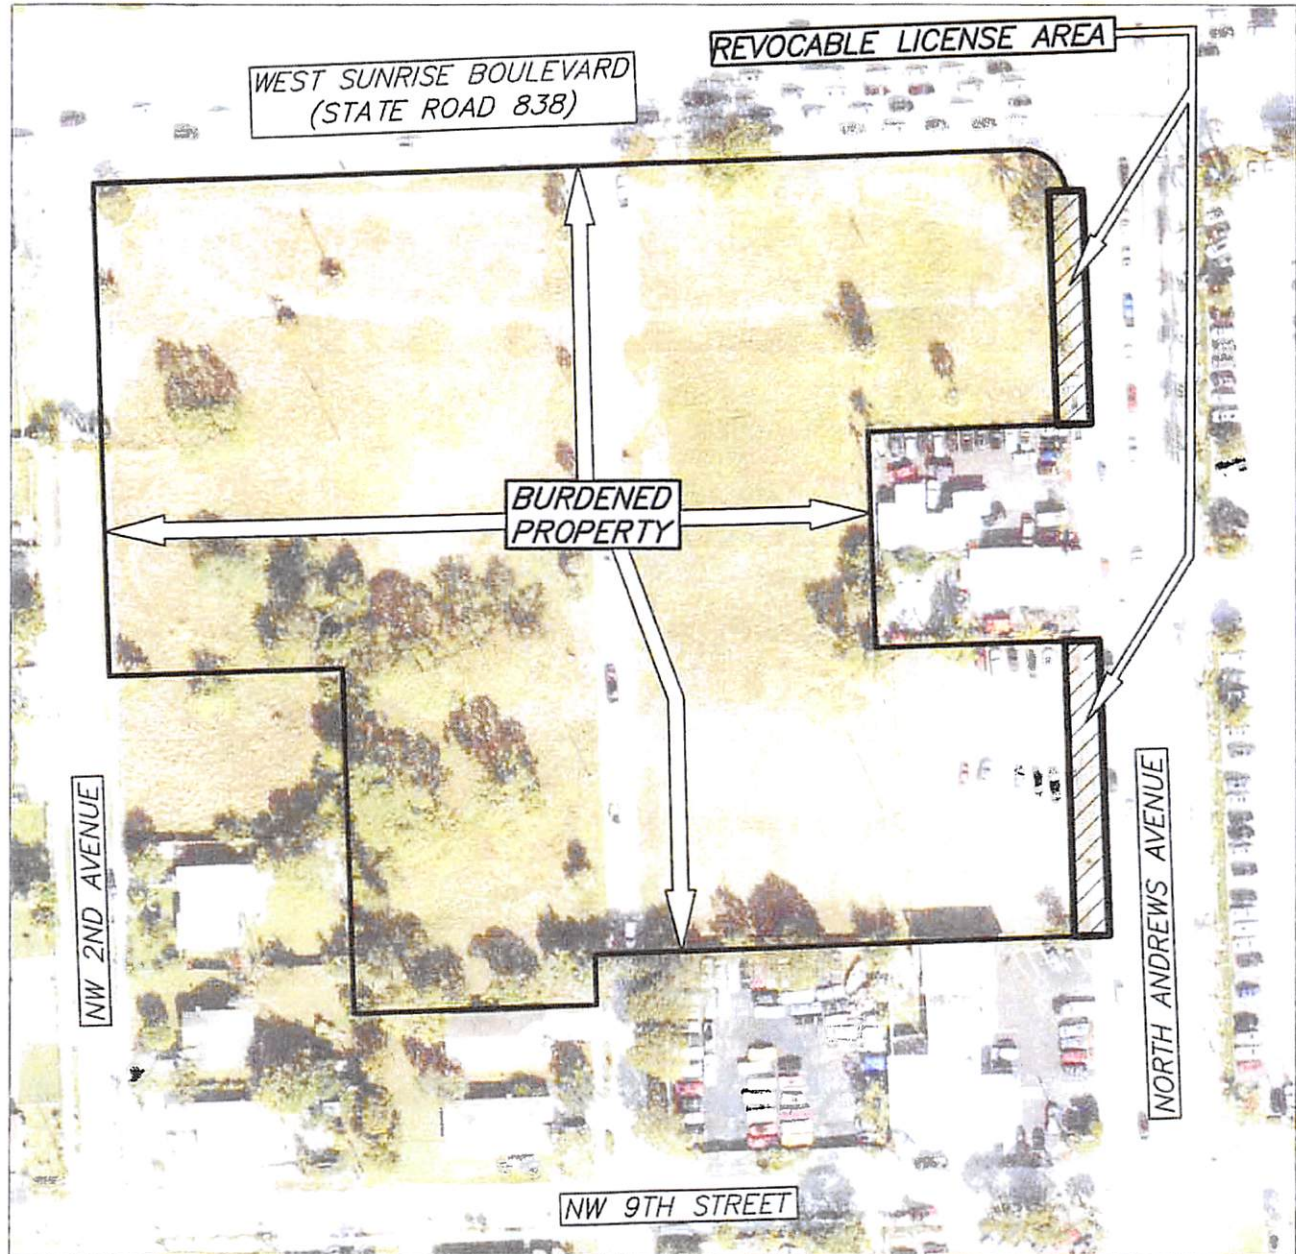 REVOCABLE LICENSE AREA
WEST SUNRISE BOULEVARD
(STATE ROAD 838)
BURDENED
PROPERTY
NW 2ND AVENUE
NORTH ANDREWS AVENUE
NW 9TH STREET